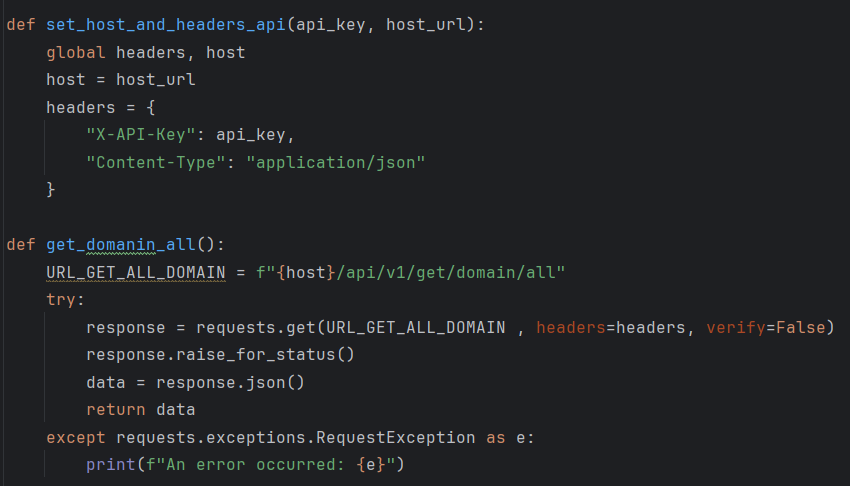 def set_host_and_headers_api(api_key, host_url):
    global headers, host
    host = host_url
    headers = {
        "X-API-Key": api_key,
        "Content-Type": "application/json"
    }

def get_domanin_all():
    URL_GET_ALL_DOMAIN = f"{host}/api/v1/get/domain/all"
    try:
        response = requests.get(URL_GET_ALL_DOMAIN , headers=headers, verify=False)
        response.raise_for_status()
        data = response.json()
        return data
    except requests.exceptions.RequestException as e:
        print(f"An error occurred: {e}")